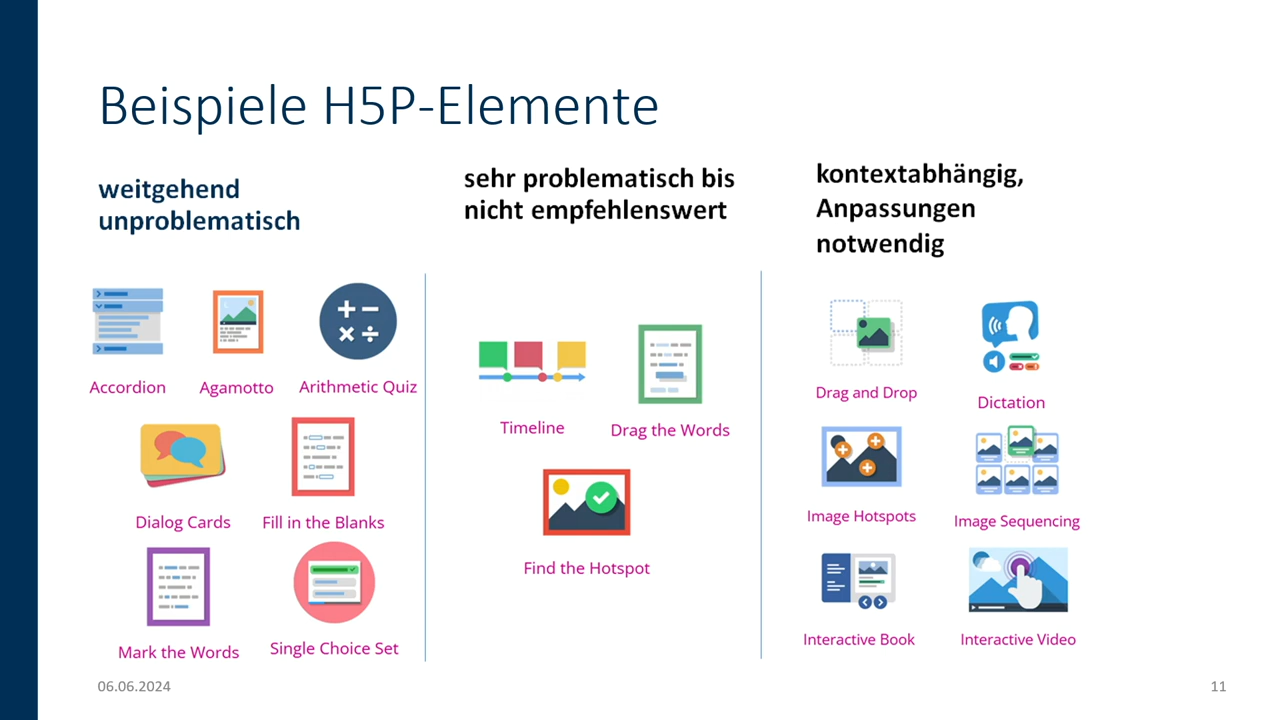 Beispiele H5P-Elemente
weitgehend
unproblematisch
Accordion
Agamotto
Arithmetic Quiz
Dialog Cards
Fill in the Blanks
Mark the Words
Single Choice Set
sehr problematisch bis
nicht empfehlenswert
Timeline
Drag the Words
Find the Hotspot
kontextabhängig,
Anpassungen
notwendig
Drag and Drop
Dictation
Image Hotspots
Image Sequencing
Interactive Book
Interactive Video
06.06.2024
11